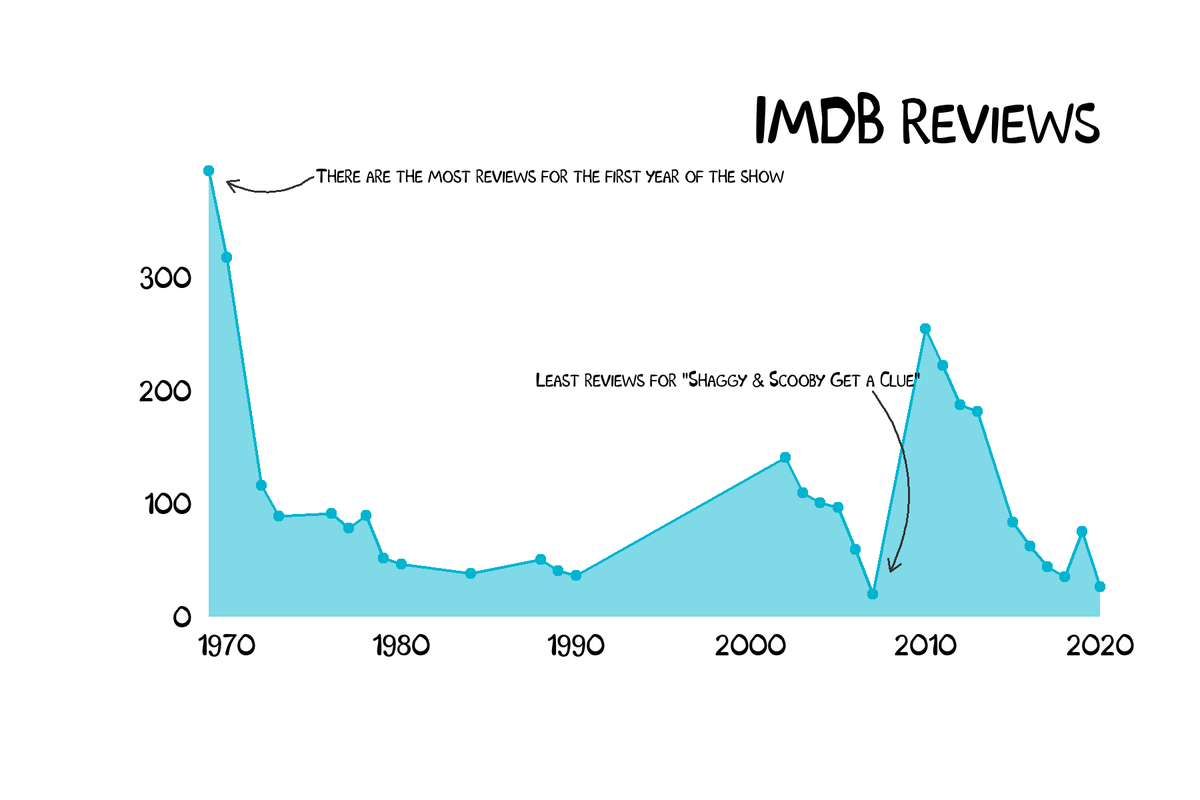 IMDB Reviews
There are the most reviews for the first year of the show
300
Least reviews for "Shaggy & Scooby Get a Clue"
200
100
0
1970 1980 1990 2000 2010 2020